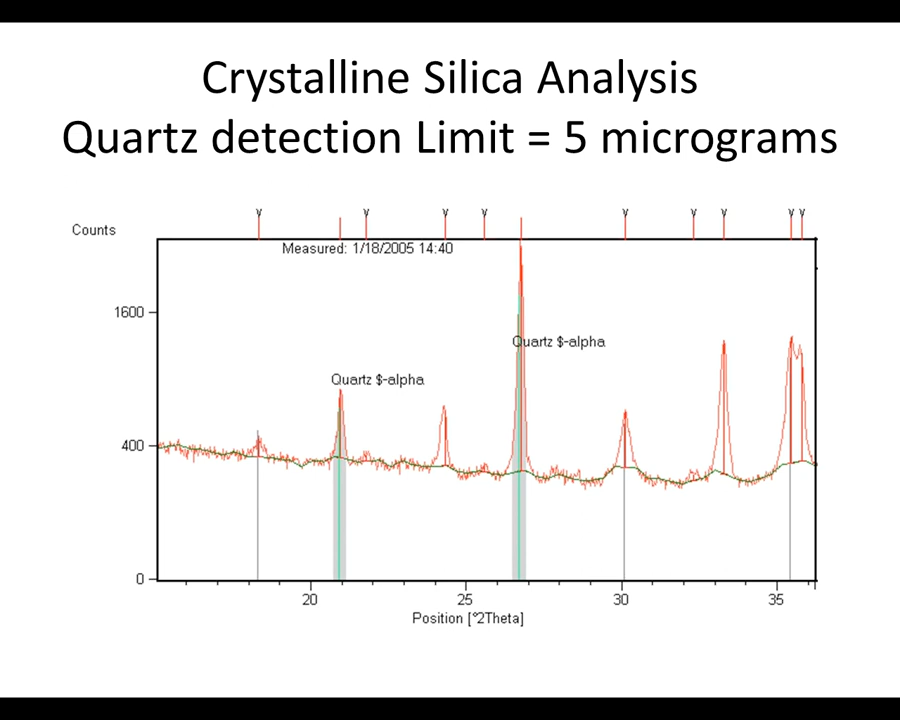 Crystalline Silica Analysis
Quartz detection Limit = 5 micrograms
Counts
Measured: 1/18/2005 14:40
1600
Quartz $-alpha
Quartz $-alpha
400
0
20 25 30 35
Position [°2Theta]